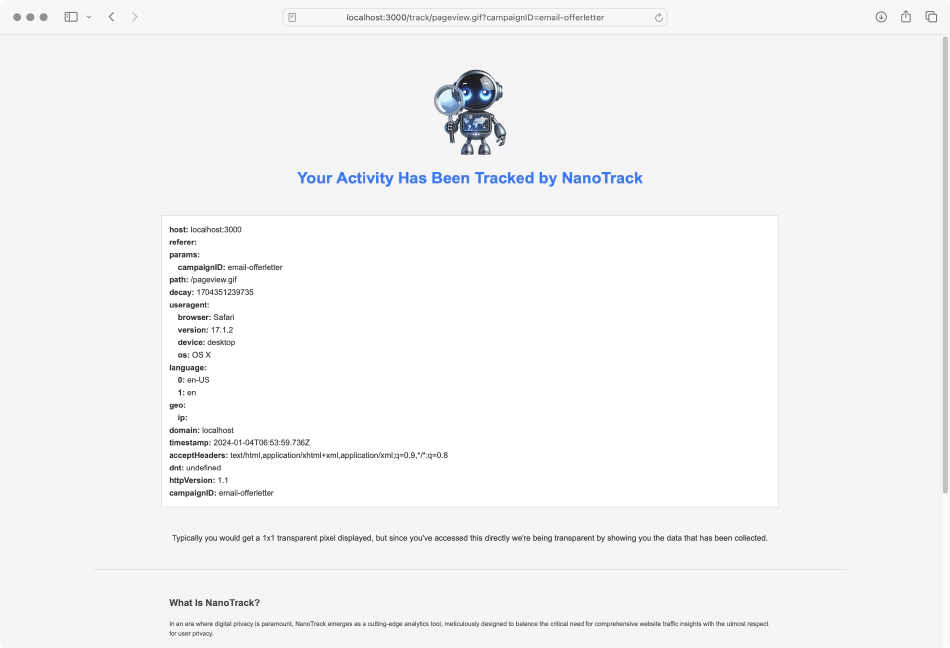 localhost:3000/track/pageview.gif?campaignID=email-offerletter
Your Activity Has Been Tracked by NanoTrack
host: localhost:3000
referer:
params:
campaignID: email-offerletter
path: /pageview.gif
decay: 1704351239735
useragent:
browser: Safari
version: 17.1.2
device: desktop
os: OS X
language:
0: en-US
1: en
geo:
ip:
domain: localhost
timestamp: 2024-01-04T06:53:59.736Z
acceptHeaders: text/html,application/xhtml+xml,application/xml;q=0.9,*/*;q=0.8
dnt: undefined
httpVersion: 1.1
campaignID: email-offerletter
Typically you would get a 1x1 transparent pixel displayed, but since you've accessed this directly we're being transparent by showing you the data that has been collected.
What Is NanoTrack?
In an era where digital privacy is paramount, NanoTrack emerges as a cutting-edge analytics tool, meticulously designed to balance the critical need for comprehensive website traffic insights with the utmost respect
for user privacy.